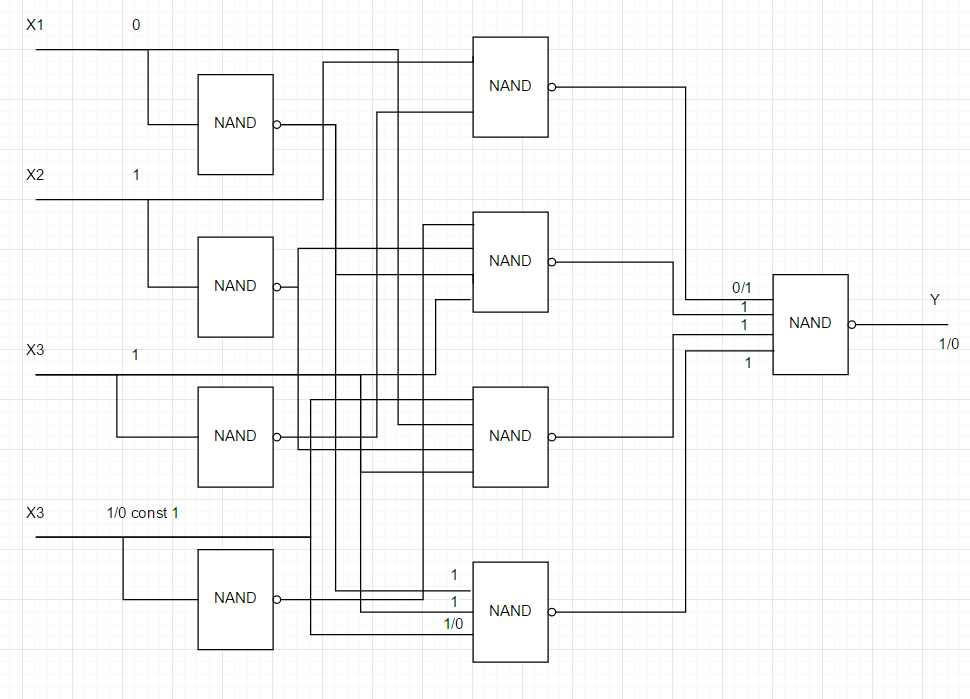 X1 0
NAND
NAND
X2 1
NAND
NAND
0/1
Y
1
NAND
1
1/0
X3 1
1
NAND
NAND
X3 1/0 const 1
1
NAND
1
NAND
1/0